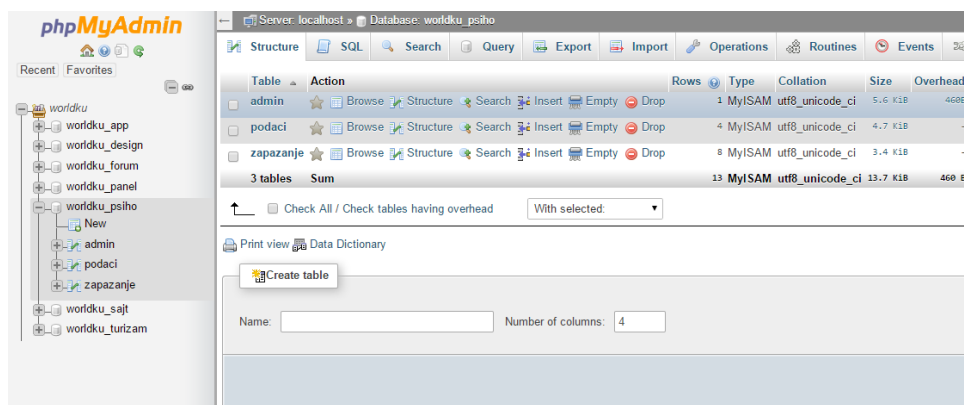 phpMyAdmin
Recent Favorites
worldku
worldku_app
worldku_design
worldku_forum
worldku_panel
worldku_psiho
New
admin
podaci
zapazanje
worldku_sajt
worldku_turizam
Server: localhost » Database: worldku_psiho
Structure SQL Search Query Export Import Operations Routines Events
Table Action Rows Type Collation Size Overhead
admin Browse Structure Search Insert Empty Drop 1 MyISAM utf8_unicode_ci 5.6 KiB 460
podaci Browse Structure Search Insert Empty Drop 4 MyISAM utf8_unicode_ci 4.7 KiB -
zapazanje Browse Structure Search Insert Empty Drop 8 MyISAM utf8_unicode_ci 3.4 KiB -
3 tables Sum 13 MyISAM utf8_unicode_ci 13.7 KiB 460 B
Check All / Check tables having overhead With selected:
Print view Data Dictionary
Create table
Name: Number of columns: 4